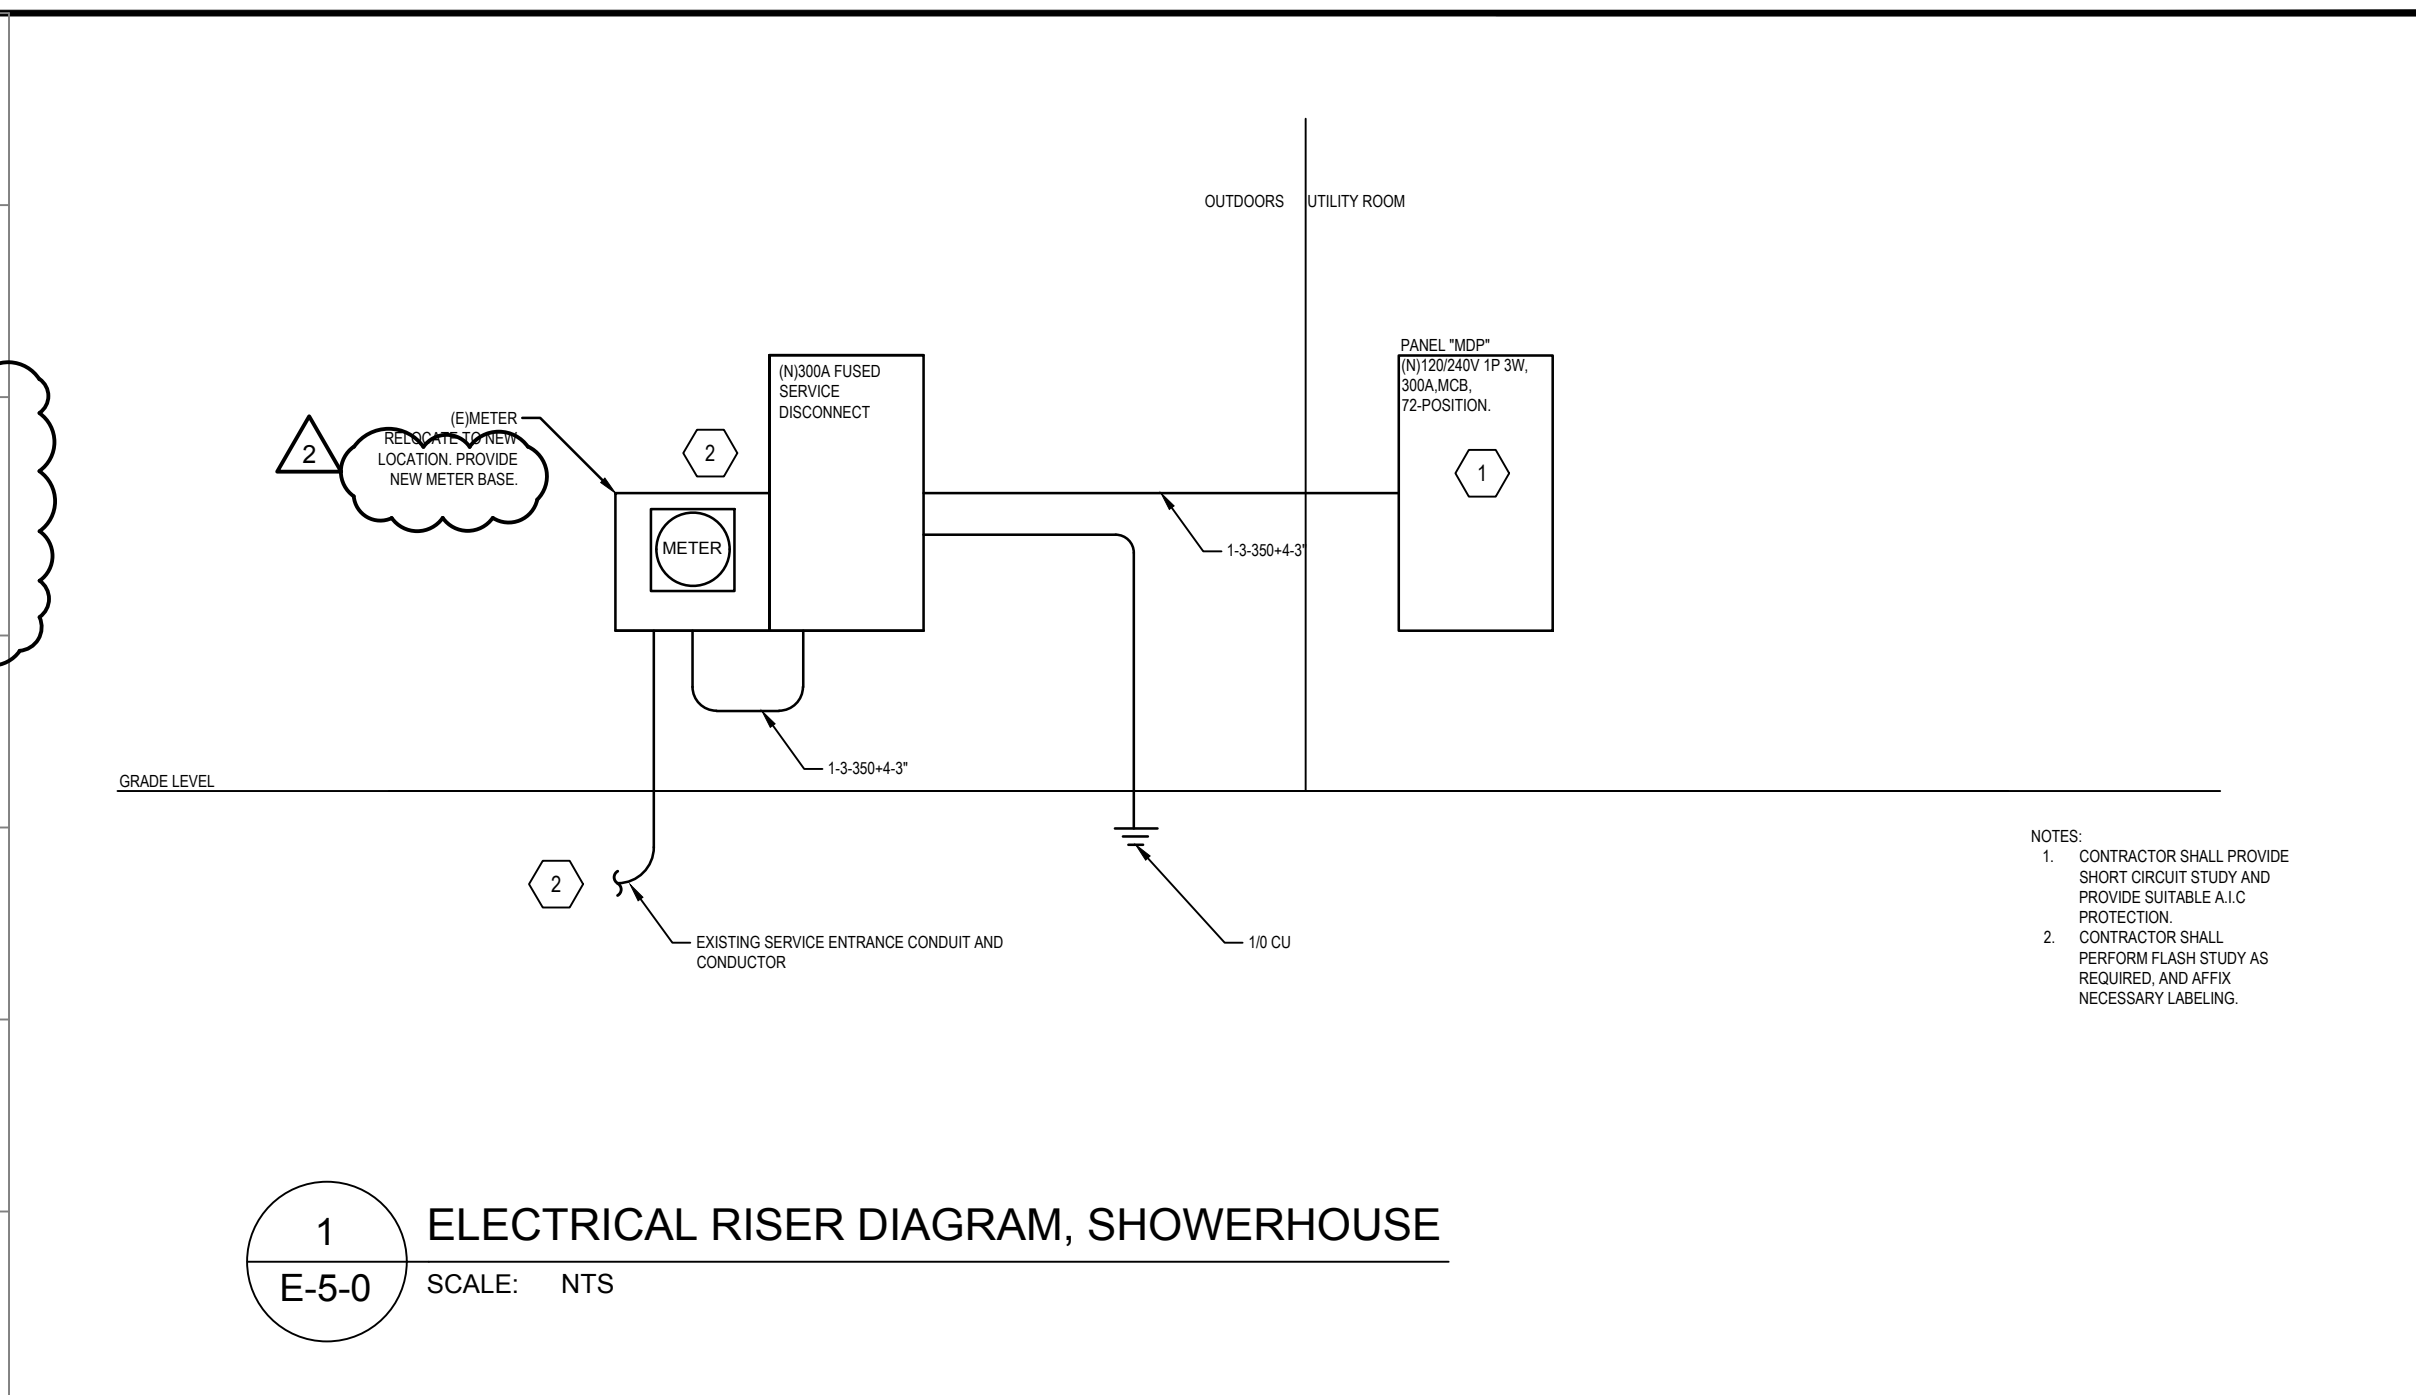 OUTDOORS
UTILITY ROOM
PANEL "MDP"
(N)120/240V 1P 3W,
300A,MCB,
72-POSITION.
1
(N)300A FUSED
SERVICE
DISCONNECT
2
(E)METER
RELOCATE TO NEW
LOCATION. PROVIDE
NEW METER BASE.
2
METER
1-3-350+4-3"
1-3-350+4-3"
GRADE LEVEL
2
EXISTING SERVICE ENTRANCE CONDUIT AND
CONDUCTOR
1/0 CU
NOTES:
1. CONTRACTOR SHALL PROVIDE
SHORT CIRCUIT STUDY AND
PROVIDE SUITABLE A.I.C
PROTECTION.
2. CONTRACTOR SHALL
PERFORM FLASH STUDY AS
REQUIRED, AND AFFIX
NECESSARY LABELING.
1
E-5-0
ELECTRICAL RISER DIAGRAM, SHOWERHOUSE
SCALE: NTS